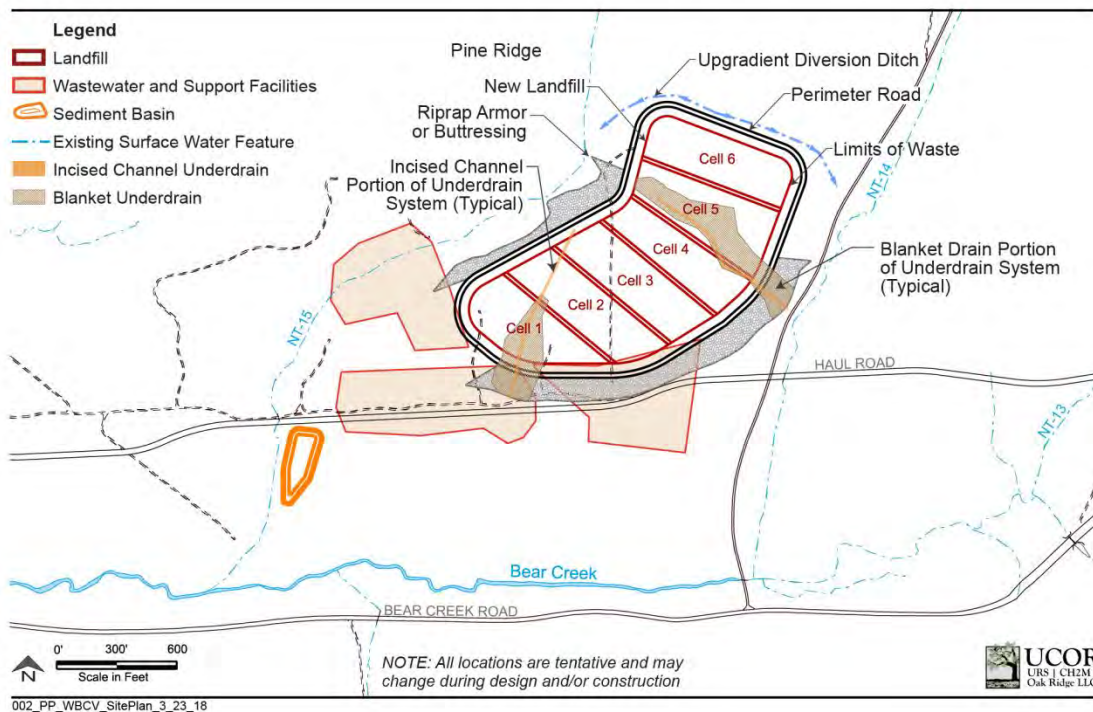 Legend
Landfill
Wastewater and Support Facilities
Sediment Basin
Existing Surface Water Feature
Incised Channel Underdrain
Blanket Underdrain
Pine Ridge
Upgradient Diversion Ditch
New Landfill
Perimeter Road
Riprap Armor
or Buttressing
Limits of Waste
Incised Channel
Portion of Underdrain
System (Typical)
Cell 6
Cell 5
Cell 4
Cell 3
Cell 2
Cell 1
NT-14
Blanket Drain Portion
of Underdrain System
(Typical)
NT-15
HAUL ROAD
NT-13
Bear Creek
BEAR CREEK ROAD
0' 300' 600
Scale in Feet
N
NOTE: All locations are tentative and may
change during design and/or construction
UCOR
URS | CH2M
Oak Ridge LLC
002_PP_WBCV_SitePlan_3_23_18